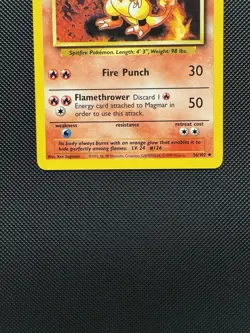 Spitfire Pokémon. Length: 4' 3", Weight: 98 lbs.
Fire Punch 30
Flamethrower Discard 1
Energy card attached to Magmar in
order to use this attack. 50
weakness resistance retreat cost
Its body always burns with an orange glow that enables it to
hide perfectly among flames. LV. 24 #126